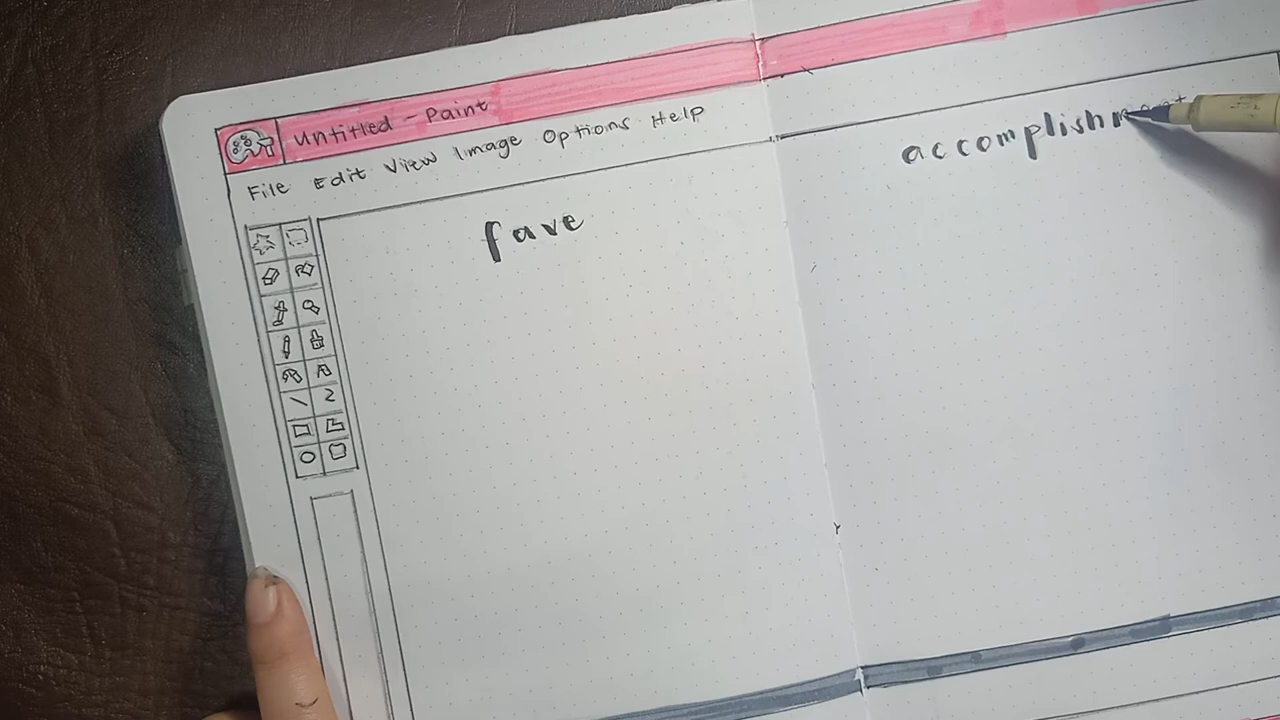 untitled - Paint
File Edit View Image Options Help
fave
accomplishment